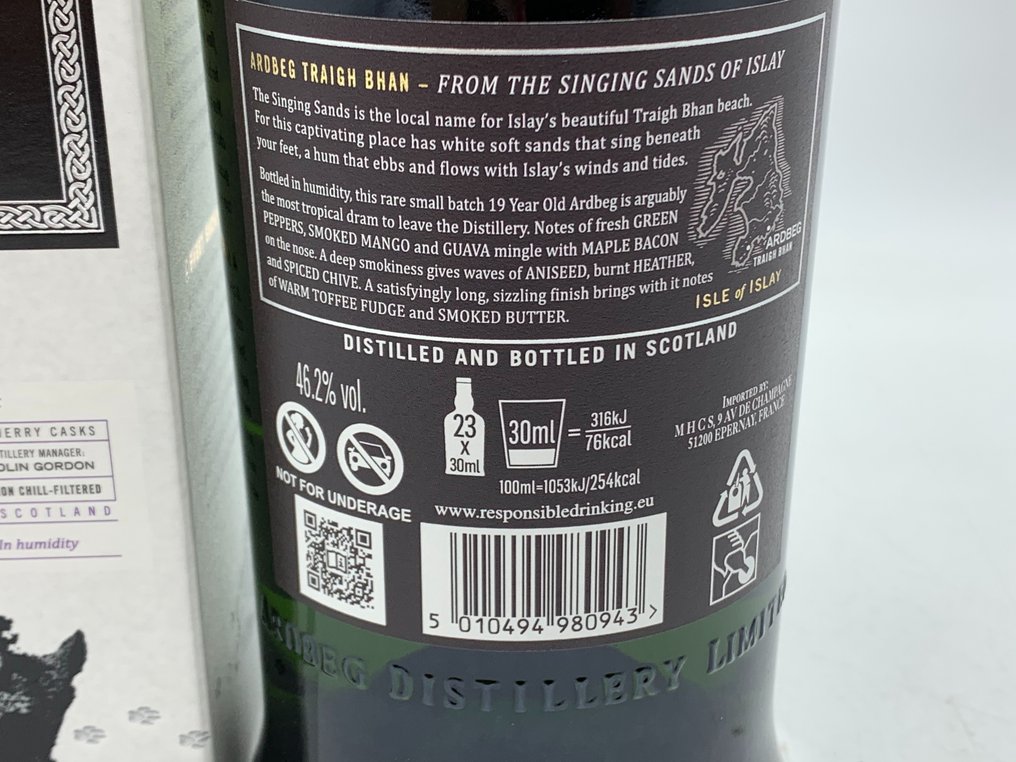 ARDBEG TRAIGH BHAN – FROM THE SINGING SANDS OF ISLAY
The Singing Sands is the local name for Islay's beautiful Traigh Bhan beach.
For this captivating place has white soft sands that sing beneath
your feet, a hum that ebbs and flows with Islay's winds and tides.
Bottled in humidity, this rare small batch 19 Year Old Ardbeg is arguably
the most tropical dram to leave the Distillery. Notes of fresh GREEN
PEPPERS, SMOKED MANGO and GUAVA mingle with MAPLE BACON
on the nose. A deep smokiness gives waves of ANISEED, burnt HEATHER,
and SPICED CHIVE. A satisfyingly long, sizzling finish brings with it notes
of WARM TOFFEE FUDGE and SMOKED BUTTER.
ARDBEG
TRAIGH BHAN
ISLE of ISLAY
DISTILLED AND BOTTLED IN SCOTLAND
46.2% vol.
23
X
30ml
30ml = 316kJ
76kcal
100ml=1053kJ/254kcal
IMPORTED BY:
M H C S, 9 AV DE CHAMPAGNE
51200 EPERNAY, FRANCE
NOT FOR UNDERAGE
www.responsibledrinking.eu
5 010494 980943 >
ARDBEG DISTILLERY LIMITED
ERRY CASKS
TILLERY MANAGER:
OLIN GORDON
ON CHILL-FILTERED
SCOTLAND
In humidity